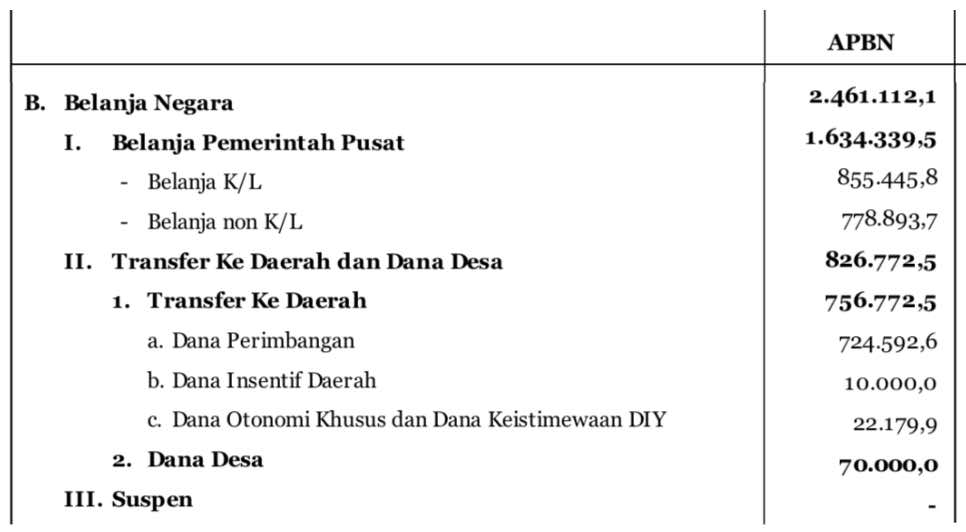 APBN
B. Belanja Negara 2.461.112,1
I. Belanja Pemerintah Pusat 1.634.339,5
- Belanja K/L 855.445,8
- Belanja non K/L 778.893,7
II. Transfer Ke Daerah dan Dana Desa 826.772,5
1. Transfer Ke Daerah 756.772,5
a. Dana Perimbangan 724.592,6
b. Dana Insentif Daerah 10.000,0
c. Dana Otonomi Khusus dan Dana Keistimewaan DIY 22.179,9
2. Dana Desa 70.000,0
III. Suspen -